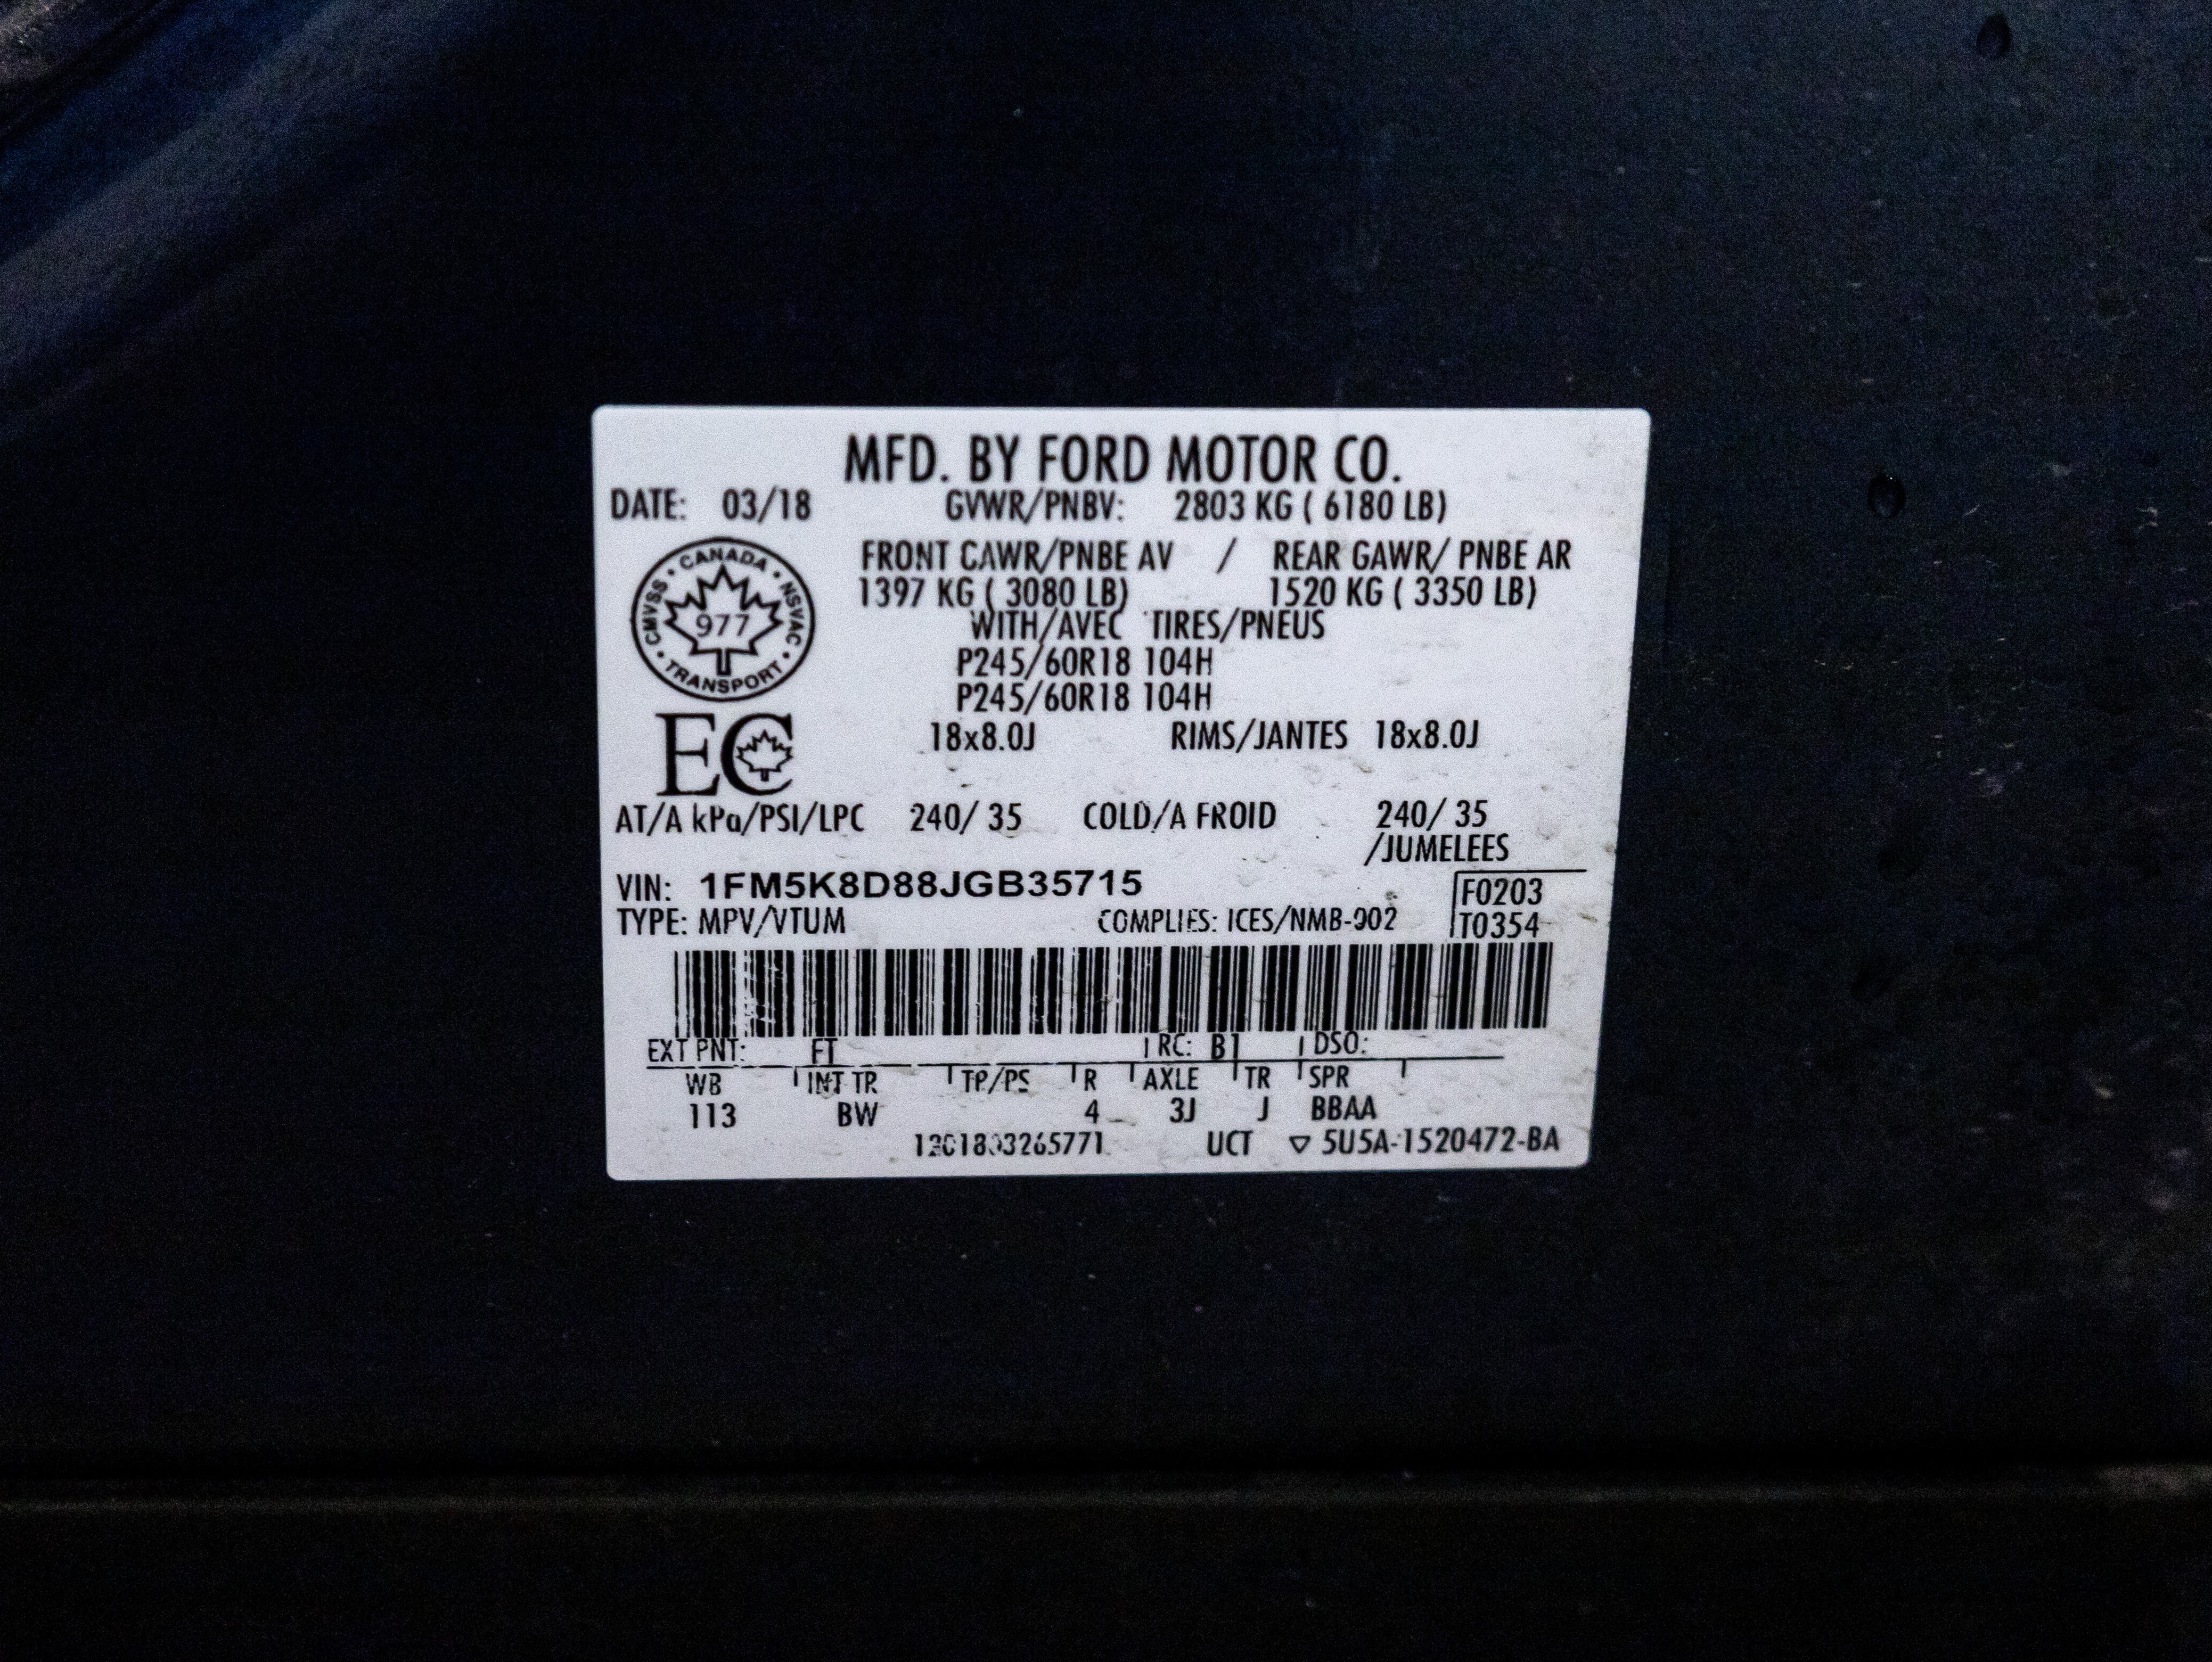 MFD. BY FORD MOTOR CO.
DATE: 03/18 GVWR/PNBV: 2803 KG ( 6180 LB)
FRONT GAWR/PNBE AV / REAR GAWR/ PNBE AR
1397 KG ( 3080 LB) 1520 KG ( 3350 LB)
CANADA • NSVAC • TRANSPORT • CMVSS •
977
WITH/AVEC TIRES/PNEUS
P245/60R18 104H
P245/60R18 104H
EC
18x8.0J RIMS/JANTES 18x8.0J
AT/A kPa/PSI/LPC 240/ 35 COLD/A FROID 240/ 35
/JUMELEES
VIN: 1FM5K8D88JGB35715 F0203
TYPE: MPV/VTUM COMPLIES: ICES/NMB-002 T0354
EXT PNT: FT RC: B1 DSO:
WB INT TR TP/PS R AXLE TR SPR
113 BW 4 3J J BBAA
UCT ▽ 5U5A-1520472-BA